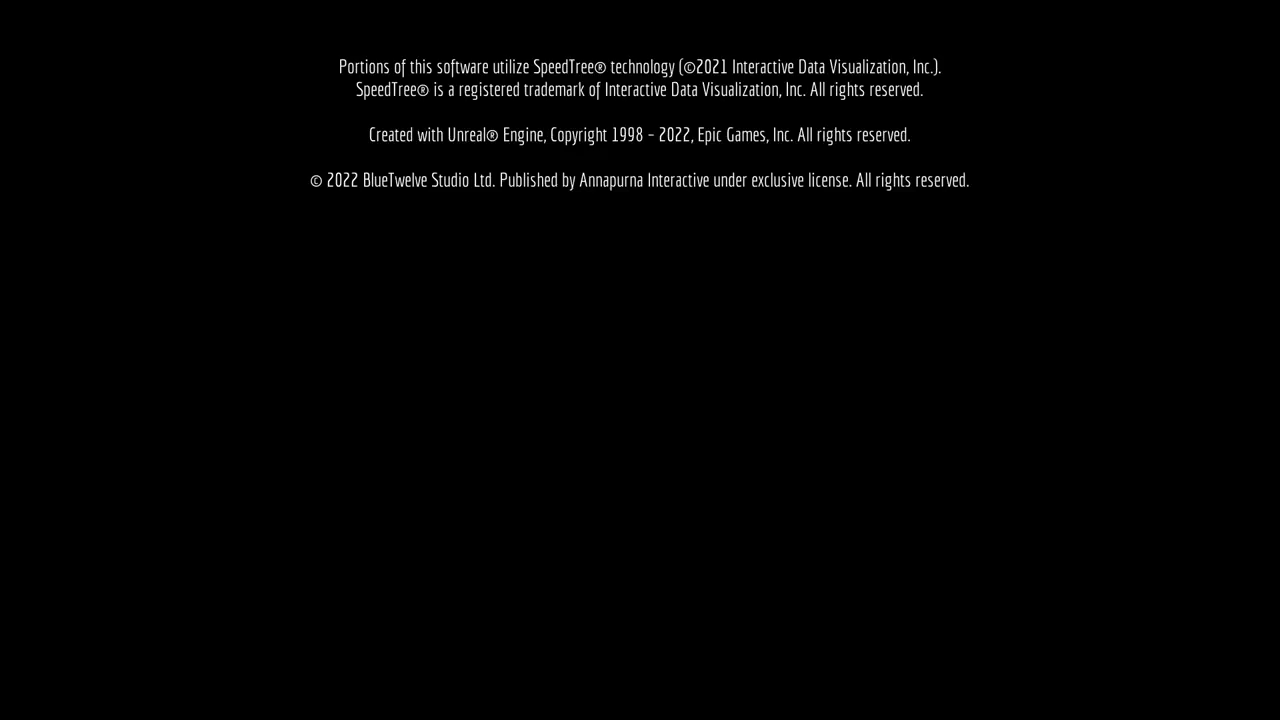 Portions of this software utilize SpeedTree® technology (©2021 Interactive Data Visualization, Inc.).
SpeedTree® is a registered trademark of Interactive Data Visualization, Inc. All rights reserved.
Created with Unreal® Engine, Copyright 1998 – 2022, Epic Games, Inc. All rights reserved.
© 2022 BlueTwelve Studio Ltd. Published by Annapurna Interactive under exclusive license. All rights reserved.